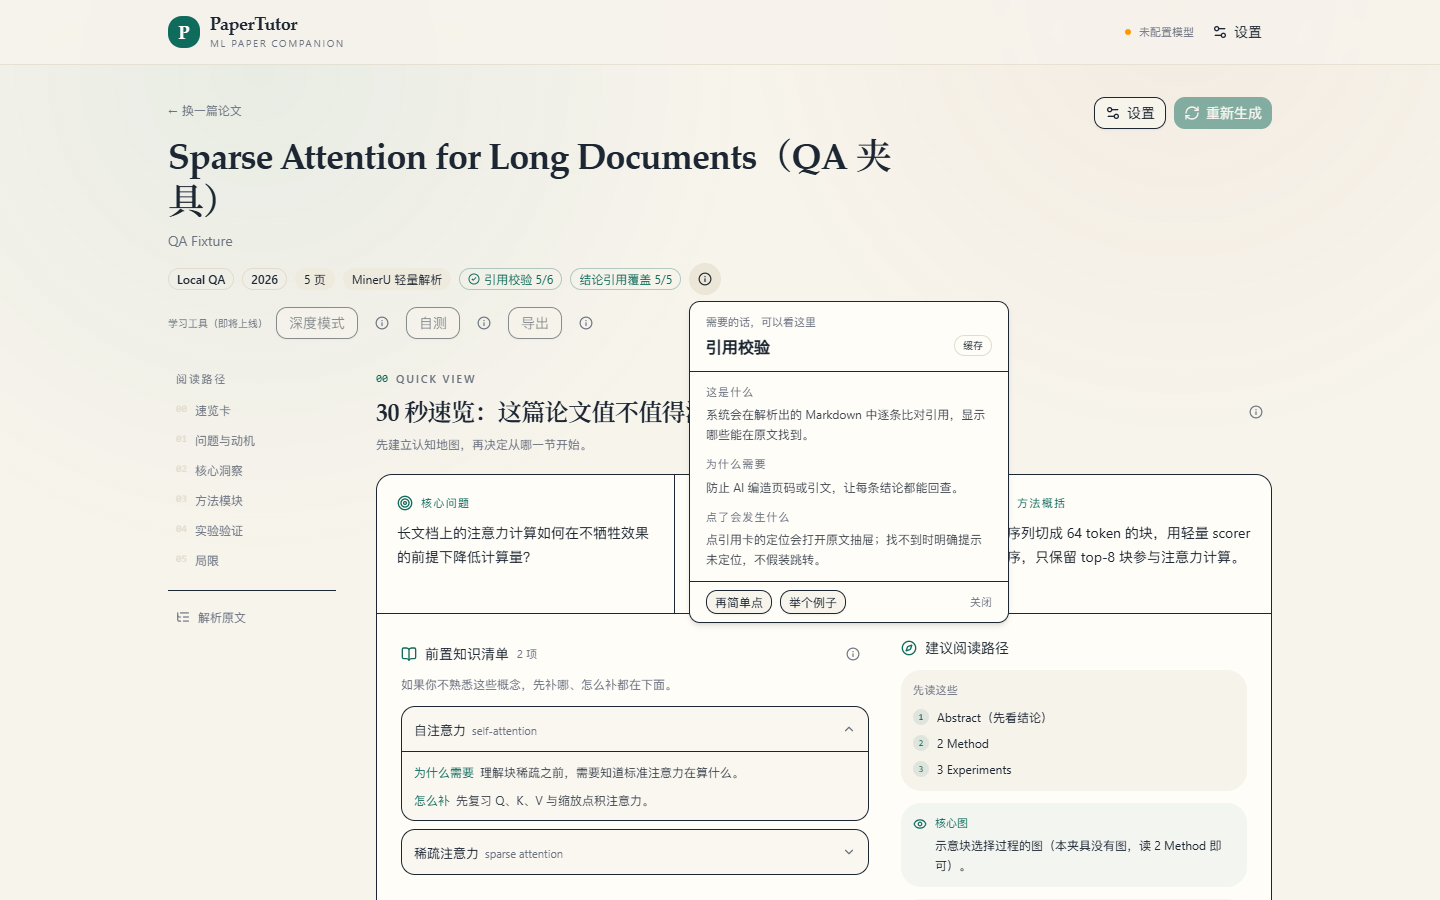 P
PaperTutor
ML PAPER COMPANION
未配置模型
设置
← 换一篇论文
设置
重新生成
Sparse Attention for Long Documents（QA 夹
具）
QA Fixture
Local QA
2026
5 页
MinerU 轻量解析
引用校验 5/6
结论引用覆盖 5/5
学习工具（即将上线）
深度模式
自测
导出
需要的话，可以看这里
引用校验
缓存
这是什么
系统会在解析出的 Markdown 中逐条比对引用，显示
哪些能在原文找到。
为什么需要
防止 AI 编造页码或引文，让每条结论都能回查。
点了会发生什么
点引用卡的定位会打开原文抽屉；找不到时明确提示
未定位，不假装跳转。
再简单点
举个例子
关闭
阅读路径
00 速览卡
01 问题与动机
02 核心洞察
03 方法模块
04 实验验证
05 局限
解析原文
00 QUICK VIEW
30 秒速览：这篇论文值不值得
先建立认知地图，再决定从哪一节开始。
核心问题
长文档上的注意力计算如何在不牺牲效果
的前提下降低计算量？
方法概括
序列切成 64 token 的块，用轻量 scorer
序，只保留 top-8 块参与注意力计算。
前置知识清单 2 项
如果你不熟悉这些概念，先补哪、怎么补都在下面。
自注意力 self-attention
为什么需要 理解块稀疏之前，需要知道标准注意力在算什么。
怎么补 先复习 Q、K、V 与缩放点积注意力。
稀疏注意力 sparse attention
建议阅读路径
先读这些
1 Abstract（先看结论）
2 2 Method
3 3 Experiments
核心图
示意块选择过程的图（本夹具没有图，读 2 Method 即
可）。